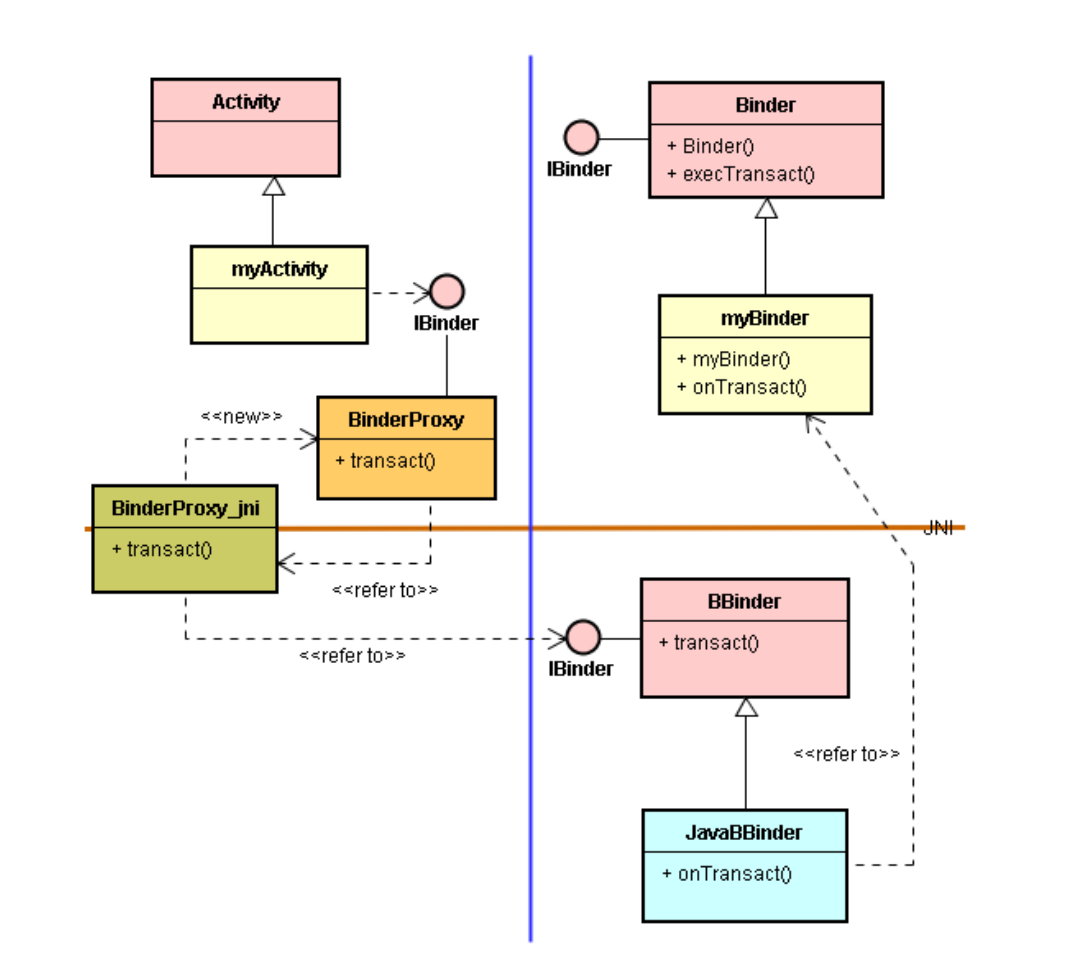 Activity
Binder
+ Binder()
+ execTransact()
IBinder
myActivity
IBinder
myBinder
+ myBinder()
+ onTransact()
<<new>>
BinderProxy
+ transact()
BinderProxy_jni
+ transact()
JNI
<<refer to>>
BBinder
+ transact()
IBinder
<<refer to>>
<<refer to>>
JavaBBinder
+ onTransact()